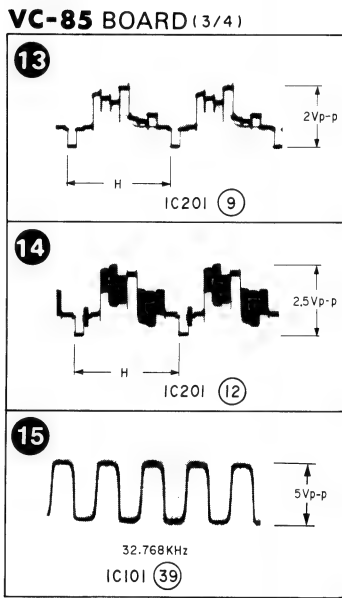 VC-85 BOARD (3/4)
13
2Vp-p
H
IC201 9
14
2.5Vp-p
H
IC201 12
15
5Vp-p
32.768KHz
IC101 39